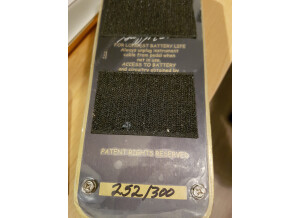 FOR LONGEST BATTERY LIFE
Always unplug instrument
cable from pedal when
not in use.
ACCESS TO BATTERY
PATENT RIGHTS RESERVED
252/300